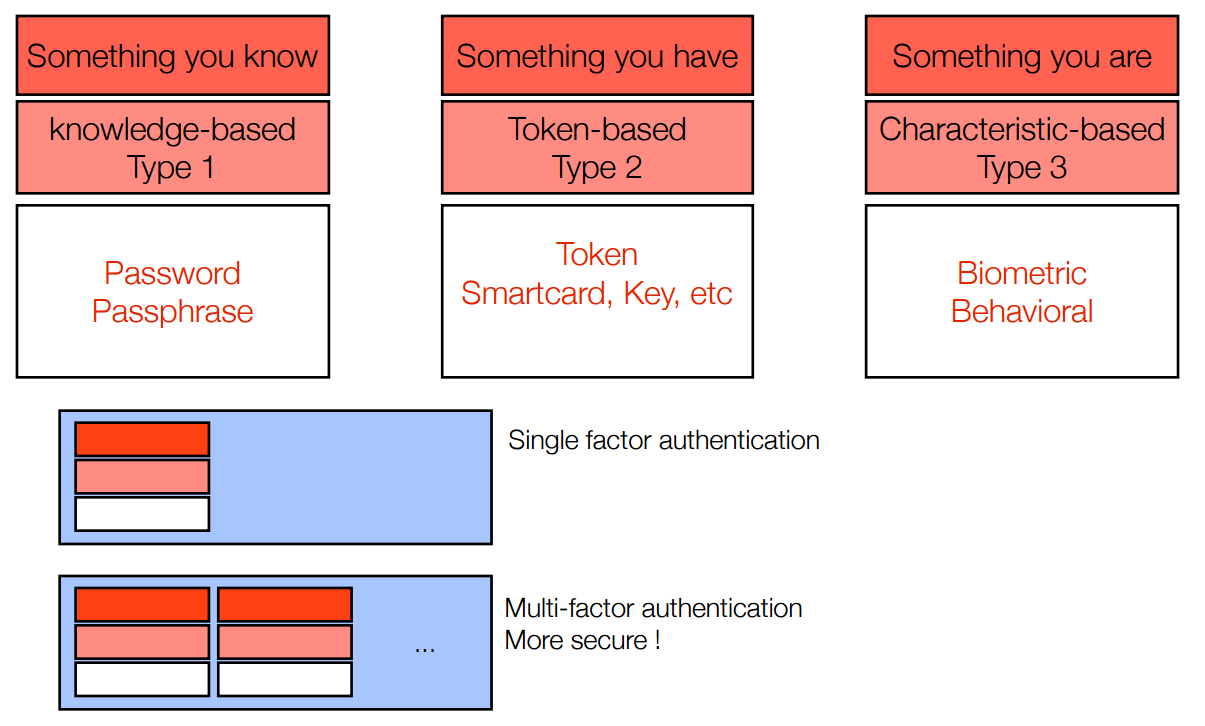 Something you know
Something you have
Something you are
knowledge-based
Type 1
Token-based
Type 2
Characteristic-based
Type 3
Password
Passphrase
Token
Smartcard, Key, etc
Biometric
Behavioral
Single factor authentication
Multi-factor authentication
More secure !
...